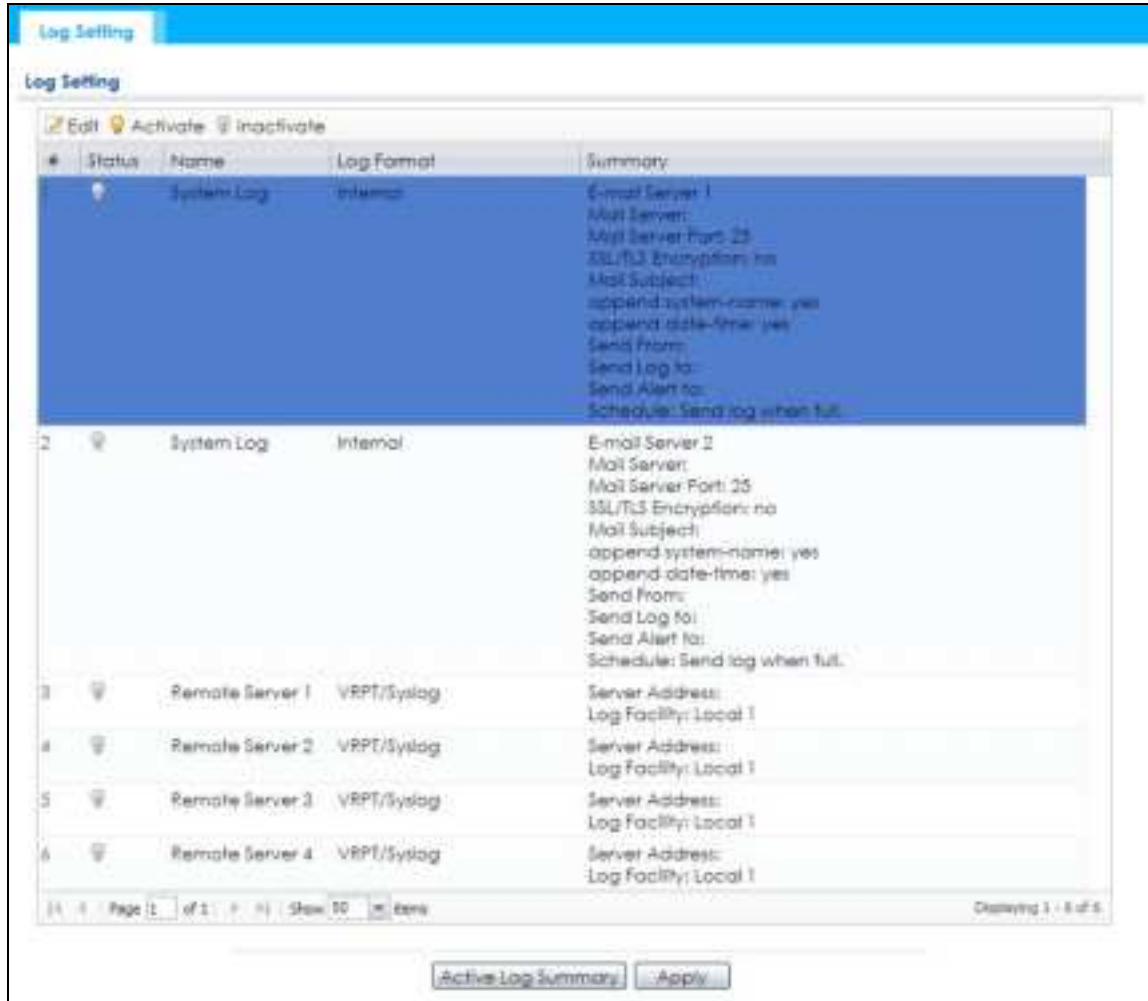 Log Setting
Log Setting
Edit Activate Inactivate
# Status Name Log Format Summary
1 System Log Internal E-mail Server 1
Mail Server:
Mail Server Port: 25
SSL/TLS Encryption: no
Mail Subject:
append system-name: yes
append date-time: yes
Send From:
Send Log to:
Send Alert to:
Schedule: Send log when full.
2 System Log Internal E-mail Server 2
Mail Server:
Mail Server Port: 25
SSL/TLS Encryption: no
Mail Subject:
append system-name: yes
append date-time: yes
Send From:
Send Log to:
Send Alert to:
Schedule: Send log when full.
3 Remote Server 1 VRPT/Syslog Server Address:
Log Facility: Local 1
4 Remote Server 2 VRPT/Syslog Server Address:
Log Facility: Local 1
5 Remote Server 3 VRPT/Syslog Server Address:
Log Facility: Local 1
6 Remote Server 4 VRPT/Syslog Server Address:
Log Facility: Local 1
Page 1 of 1 Show 50 items Displaying 1 - 6 of 6
Active Log Summary Apply